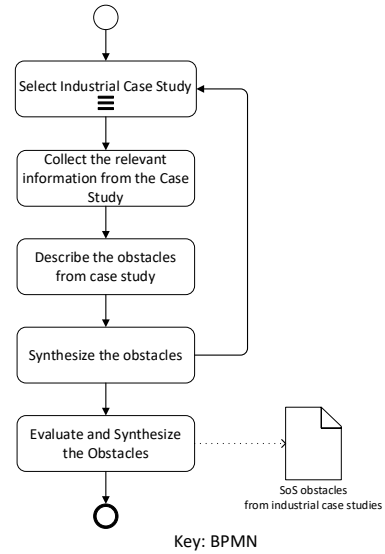 Select Industrial Case Study
Collect the relevant
information from the Case
Study
Describe the obstacles
from case study
Synthesize the obstacles
Evaluate and Synthesize
the Obstacles
SoS obstacles
from industrial case studies
Key: BPMN